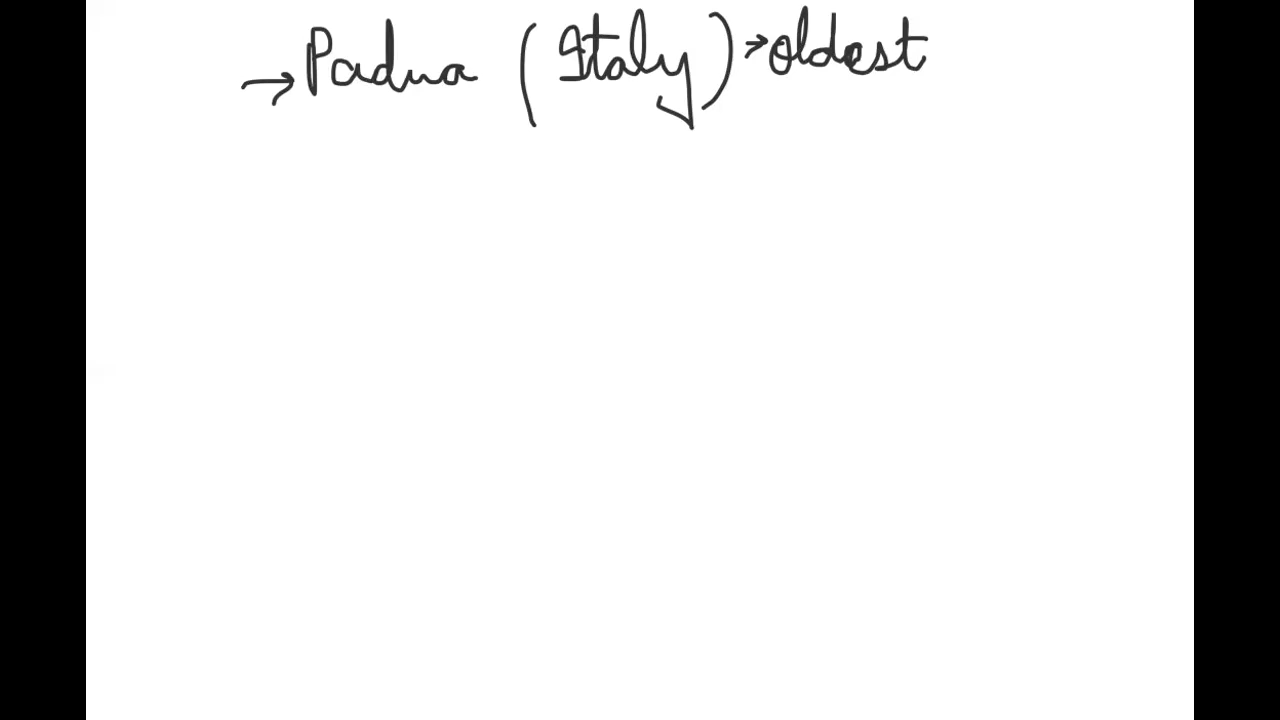 → Padua (Italy) → oldest